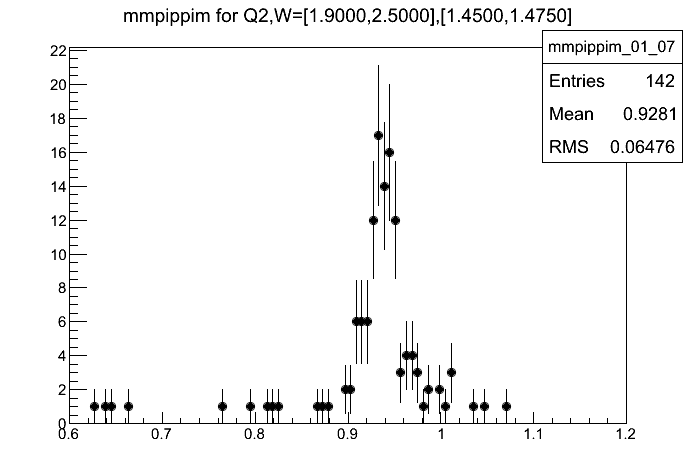 mmpippim for Q2,W=[1.9000,2.5000],[1.4500,1.4750]
mmpippim_01_07
Entries 142
Mean 0.9281
RMS 0.06476
22
20
18
16
14
12
10
8
6
4
2
0
0.6 0.7 0.8 0.9 1 1.1 1.2